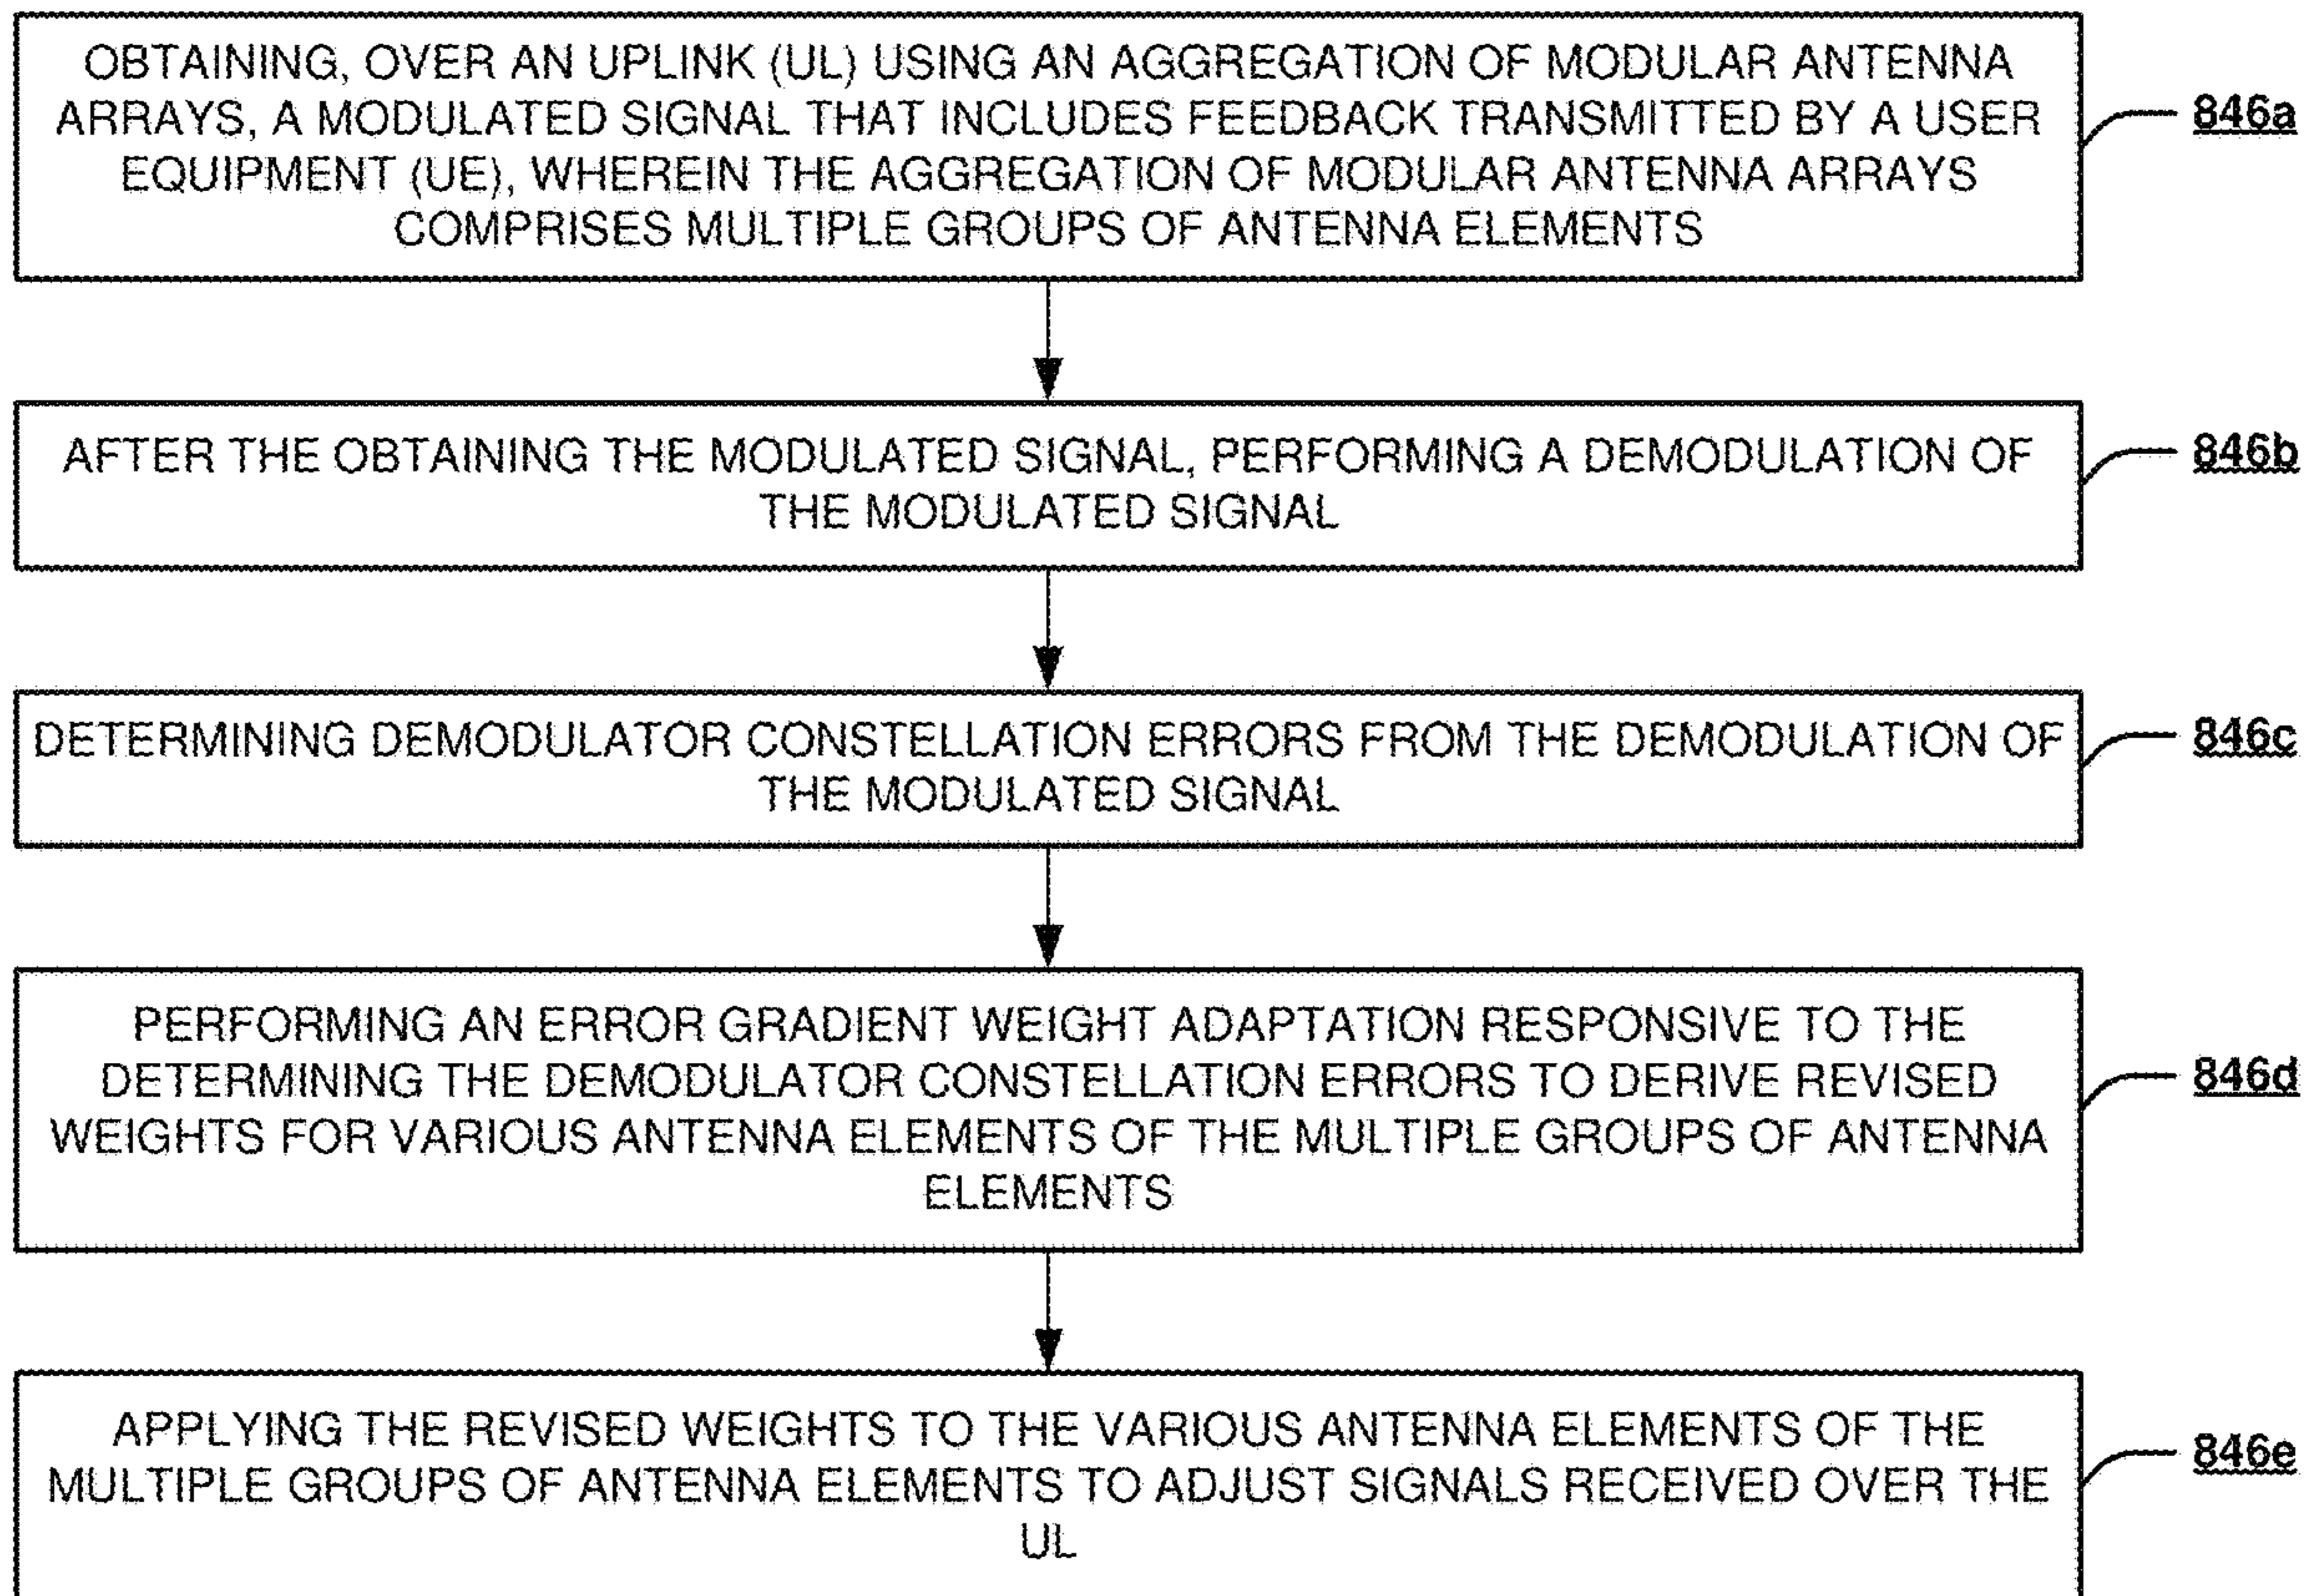 OBTAINING, OVER AN UPLINK (UL) USING AN AGGREGATION OF MODULAR ANTENNA
ARRAYS, A MODULATED SIGNAL THAT INCLUDES FEEDBACK TRANSMITTED BY A USER
EQUIPMENT (UE), WHEREIN THE AGGREGATION OF MODULAR ANTENNA ARRAYS
COMPRISES MULTIPLE GROUPS OF ANTENNA ELEMENTS
846a
AFTER THE OBTAINING THE MODULATED SIGNAL, PERFORMING A DEMODULATION OF
THE MODULATED SIGNAL
846b
DETERMINING DEMODULATOR CONSTELLATION ERRORS FROM THE DEMODULATION OF
THE MODULATED SIGNAL
846c
PERFORMING AN ERROR GRADIENT WEIGHT ADAPTATION RESPONSIVE TO THE
DETERMINING THE DEMODULATOR CONSTELLATION ERRORS TO DERIVE REVISED
WEIGHTS FOR VARIOUS ANTENNA ELEMENTS OF THE MULTIPLE GROUPS OF ANTENNA
ELEMENTS
846d
APPLYING THE REVISED WEIGHTS TO THE VARIOUS ANTENNA ELEMENTS OF THE
MULTIPLE GROUPS OF ANTENNA ELEMENTS TO ADJUST SIGNALS RECEIVED OVER THE
UL
846e